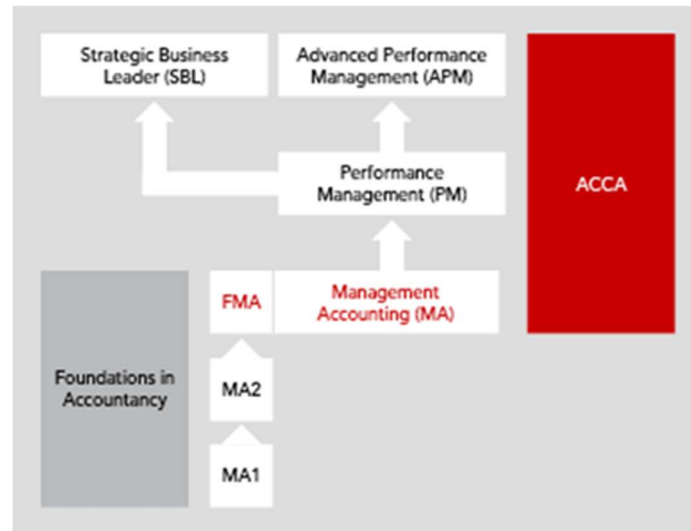 Strategic Business
Leader (SBL)
Advanced Performance
Management (APM)
Performance
Management (PM)
ACCA
FMA
Management
Accounting (MA)
Foundations in
Accountancy
MA2
MA1